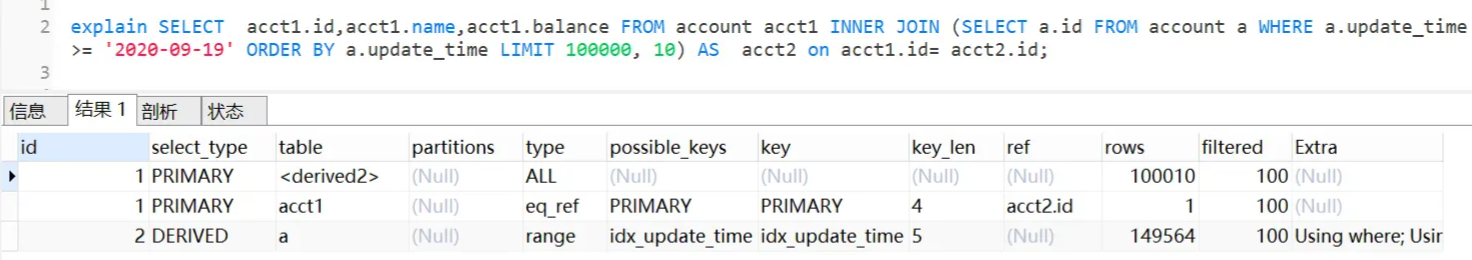 1
2 explain SELECT acct1.id,acct1.name,acct1.balance FROM account acct1 INNER JOIN (SELECT a.id FROM account a WHERE a.update_time
>= '2020-09-19' ORDER BY a.update_time LIMIT 100000, 10) AS acct2 on acct1.id= acct2.id;
3
信息 结果 1 剖析 状态
id select_type table partitions type possible_keys key key_len ref rows filtered Extra
1 PRIMARY <derived2> (Null) ALL (Null) (Null) (Null) (Null) 100010 100 (Null)
1 PRIMARY acct1 (Null) eq_ref PRIMARY PRIMARY 4 acct2.id 1 100 (Null)
2 DERIVED a (Null) range idx_update_time idx_update_time 5 (Null) 149564 100 Using where; Usir